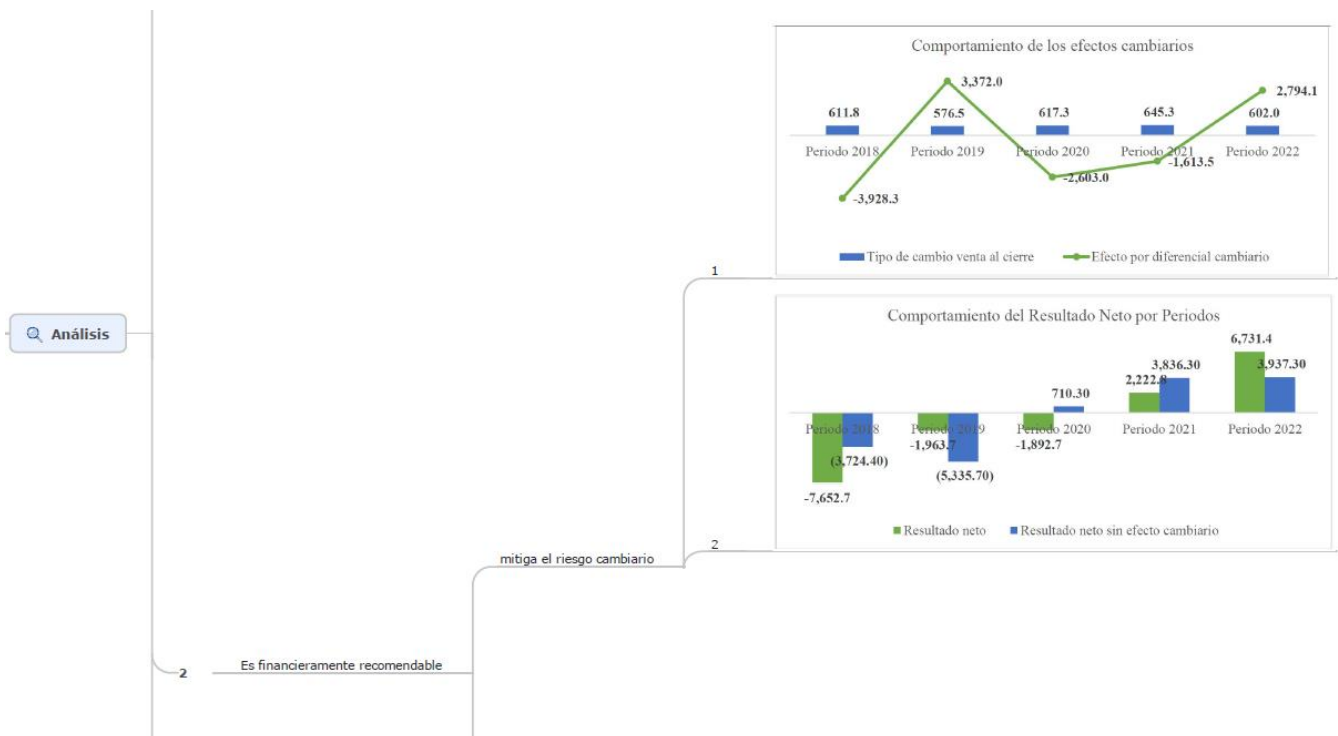 Comportamiento de los efectos cambiarios
3,372.0
2,794.1
611.8 576.5 617.3 645.3 602.0
Periodo 2018 Periodo 2019 Periodo 2020 Periodo 2021 Periodo 2022
-1,613.5
-2,603.0
-3,928.3
Tipo de cambio venta al cierre Efecto por diferencial cambiario
1
Análisis
Comportamiento del Resultado Neto por Periodos
6,731.4
3,836.30 3,937.30
2,222.8
710.30
Periodo 2018 Periodo 2019 Periodo 2020 Periodo 2021 Periodo 2022
-1,963.7 -1,892.7
(3,724.40)
(5,335.70)
-7,652.7
Resultado neto Resultado neto sin efecto cambiario
2
mitiga el riesgo cambiario
2 Es financieramente recomendable